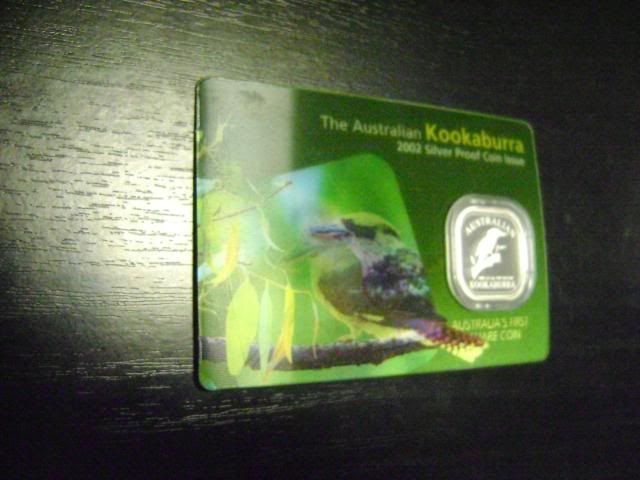 The Australian Kookaburra
2002 Silver Proof Coin Issue
AUSTRALIAN
KOOKABURRA
AUSTRALIA'S FIRST
SQUARE COIN